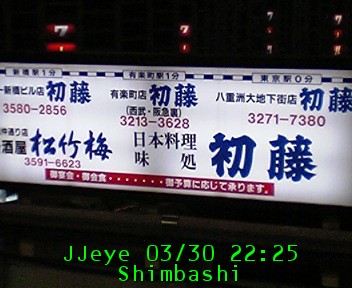 新橋駅1分 有楽町駅1分 東京駅0分
新橋ビル店 初藤 有楽町店 初藤 八重洲大地下街店 初藤
3580-2856 (西武・阪急裏) 3271-7380
3213-3628
仲通り店
酒屋 松竹梅 日本料理 味処 初藤
3591-6623
御宴会・御会食‥‥‥‥御予算に応じて承ります。
JJeye 03/30 22:25
Shimbashi